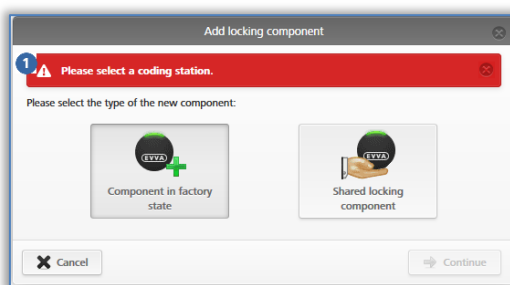 Add locking component
1
Please select a coding station.
Please select the type of the new component:
EVVA
Component in factory
state
EVVA
Shared locking
component
Cancel
Continue